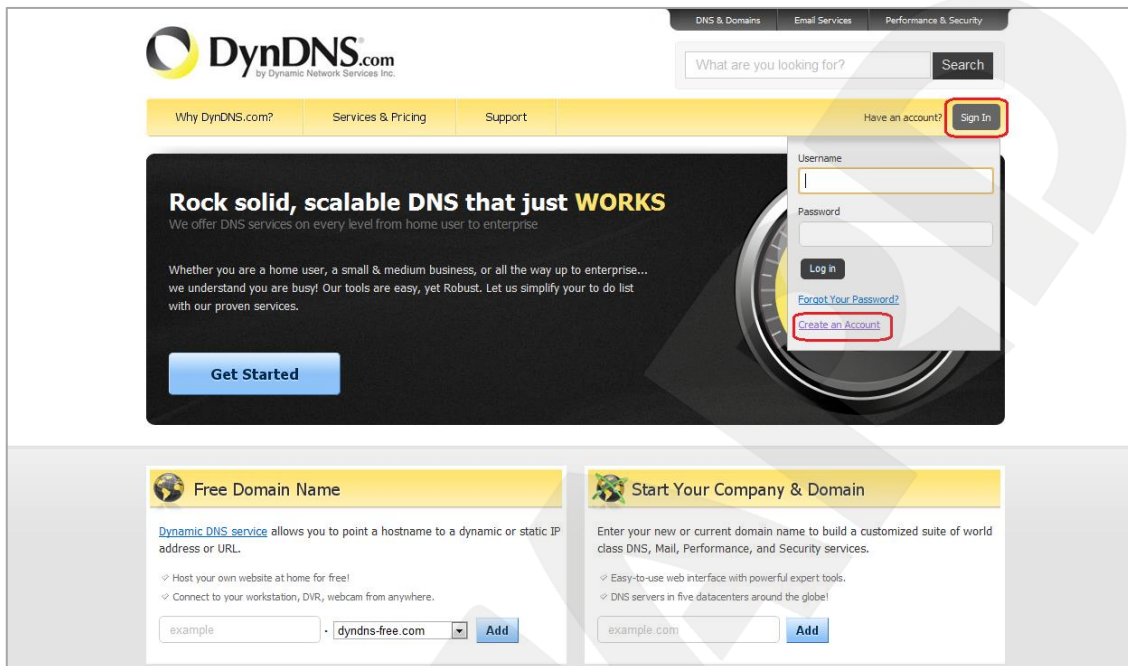 DNS & Domains Email Services Performance & Security
DynDNS.com
by Dynamic Network Services Inc.
What are you looking for? Search
Why DynDNS.com? Services & Pricing Support Have an account? Sign In
Username
Password
Log in
Forgot Your Password?
Create an Account
Rock solid, scalable DNS that just WORKS
We offer DNS services on every level from home user to enterprise
Whether you are a home user, a small & medium business, or all the way up to enterprise...
we understand you are busy! Our tools are easy, yet Robust. Let us simplify your to do list
with our proven services.
Get Started
Free Domain Name
Dynamic DNS service allows you to point a hostname to a dynamic or static IP
address or URL.
Host your own website at home for free!
Connect to your workstation, DVR, webcam from anywhere.
example . dyndns-free.com Add
Start Your Company & Domain
Enter your new or current domain name to build a customized suite of world
class DNS, Mail, Performance, and Security services.
Easy-to-use web interface with powerful expert tools.
DNS servers in five datacenters around the globe!
example.com Add